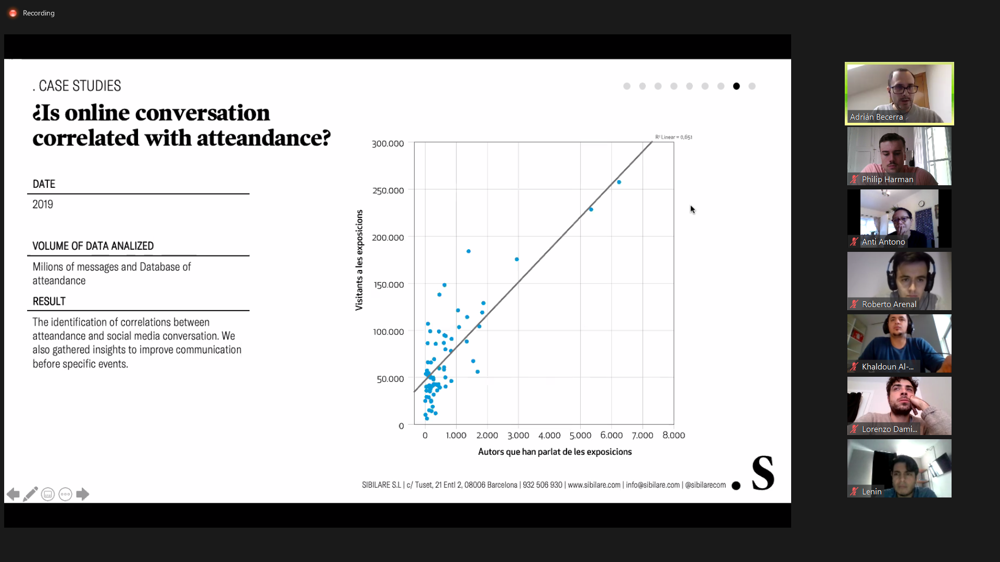 Recording
. CASE STUDIES
¿Is online conversation
correlated with atteandance?
DATE
2019
VOLUME OF DATA ANALIZED
Milions of messages and Database of
atteandance
RESULT
The identification of correlations between
atteandance and social media conversation. We
also gathered insights to improve communication
before specific events.
R² Linear = 0,651
300.000
250.000
200.000
150.000
100.000
50.000
0
Visitants a les exposicions
0 1.000 2.000 3.000 4.000 5.000 6.000 7.000 8.000
Autors que han parlat de les exposicions
SIBILARE S.L | c/ Tuset, 21 Entl 2, 08006 Barcelona | 932 506 930 | www.sibilare.com | info@sibilare.com | @sibilarecom
S
Adrián Becerra
Philip Harman
Anti Antono
Roberto Arenal
Khaldoun Al-...
Lorenzo Dami...
Lenin